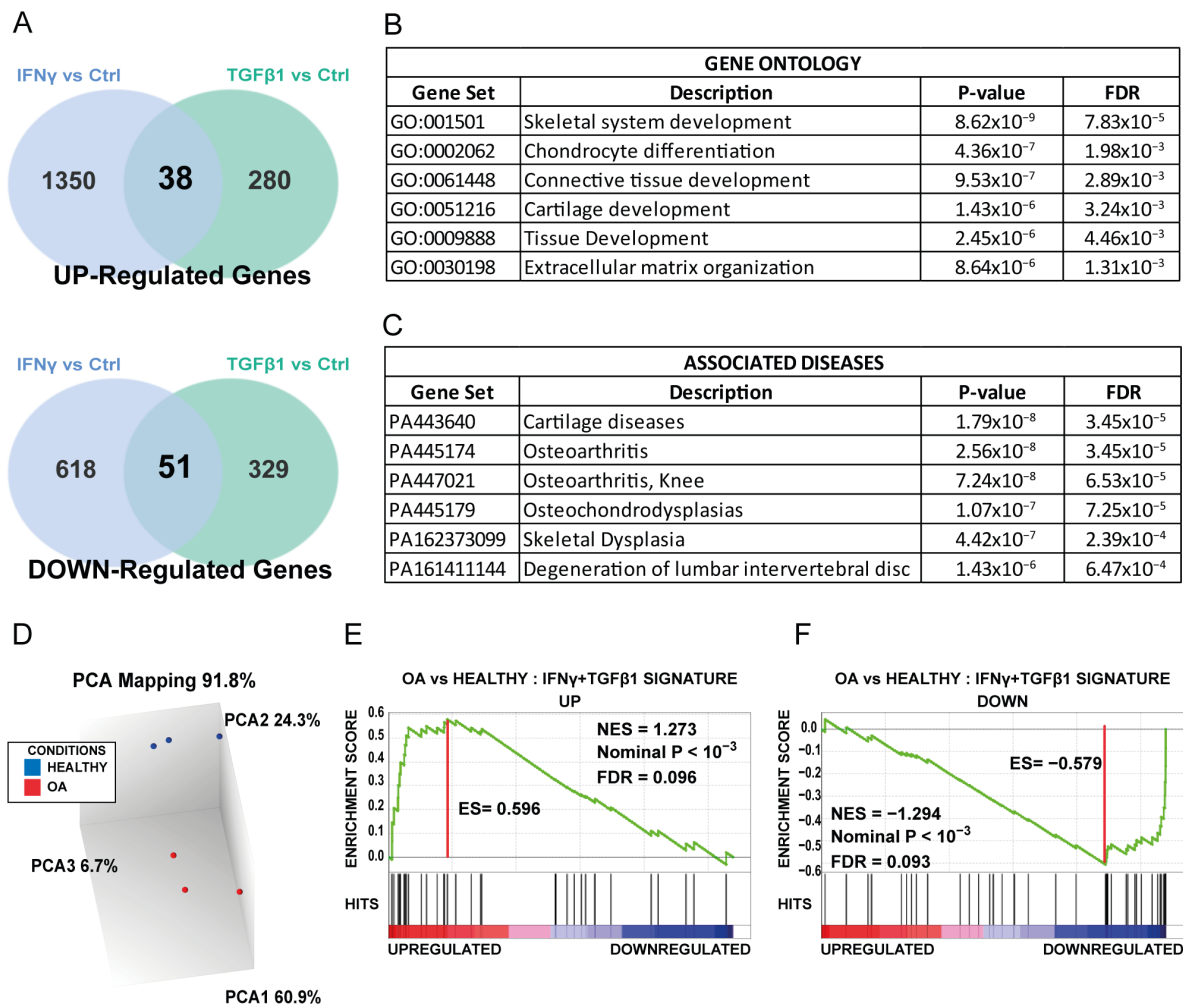 A
IFNγ vs Ctrl
TGFβ1 vs Ctrl
1350
38
280
UP-Regulated Genes
IFNγ vs Ctrl
TGFβ1 vs Ctrl
618
51
329
DOWN-Regulated Genes
B
GENE ONTOLOGY
Gene Set Description P-value FDR
GO:001501 Skeletal system development 8.62x10⁻⁹ 7.83x10⁻⁵
GO:0002062 Chondrocyte differentiation 4.36x10⁻⁷ 1.98x10⁻³
GO:0061448 Connective tissue development 9.53x10⁻⁷ 2.89x10⁻³
GO:0051216 Cartilage development 1.43x10⁻⁶ 3.24x10⁻³
GO:0009888 Tissue Development 2.45x10⁻⁶ 4.46x10⁻³
GO:0030198 Extracellular matrix organization 8.64x10⁻⁶ 1.31x10⁻³
C
ASSOCIATED DISEASES
Gene Set Description P-value FDR
PA443640 Cartilage diseases 1.79x10⁻⁸ 3.45x10⁻⁵
PA445174 Osteoarthritis 2.56x10⁻⁸ 3.45x10⁻⁵
PA447021 Osteoarthritis, Knee 7.24x10⁻⁸ 6.53x10⁻⁵
PA445179 Osteochondrodysplasias 1.07x10⁻⁷ 7.25x10⁻⁵
PA162373099 Skeletal Dysplasia 4.42x10⁻⁷ 2.39x10⁻⁴
PA161411144 Degeneration of lumbar intervertebral disc 1.43x10⁻⁶ 6.47x10⁻⁴
D
PCA Mapping 91.8%
PCA2 24.3%
CONDITIONS
HEALTHY
OA
PCA3 6.7%
PCA1 60.9%
E
OA vs HEALTHY : IFNγ+TGFβ1 SIGNATURE
UP
ENRICHMENT SCORE
0.6
0.5
0.4
0.3
0.2
0.1
0.0
NES = 1.273
Nominal P < 10⁻³
FDR = 0.096
ES= 0.596
HITS
UPREGULATED
DOWNREGULATED
F
OA vs HEALTHY : IFNγ+TGFβ1 SIGNATURE
DOWN
ENRICHMENT SCORE
0.0
−0.1
−0.2
−0.3
−0.4
−0.5
−0.6
ES= −0.579
NES = −1.294
Nominal P < 10⁻³
FDR = 0.093
HITS
UPREGULATED
DOWNREGULATED